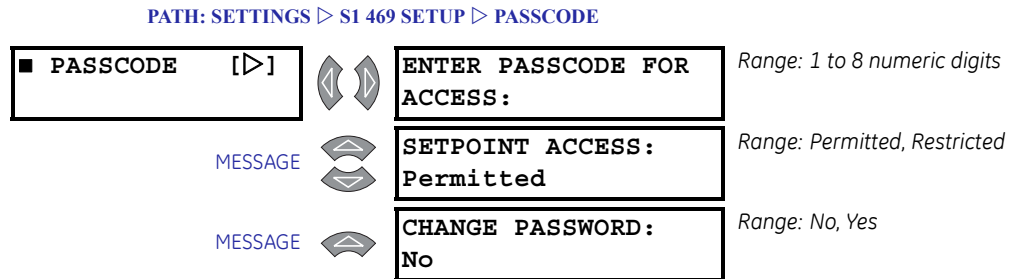 PATH: SETTINGS ▷ S1 469 SETUP ▷ PASSCODE
■ PASSCODE [▷]
ENTER PASSCODE FOR
ACCESS:
Range: 1 to 8 numeric digits
MESSAGE
SETPOINT ACCESS:
Permitted
Range: Permitted, Restricted
MESSAGE
CHANGE PASSWORD:
No
Range: No, Yes